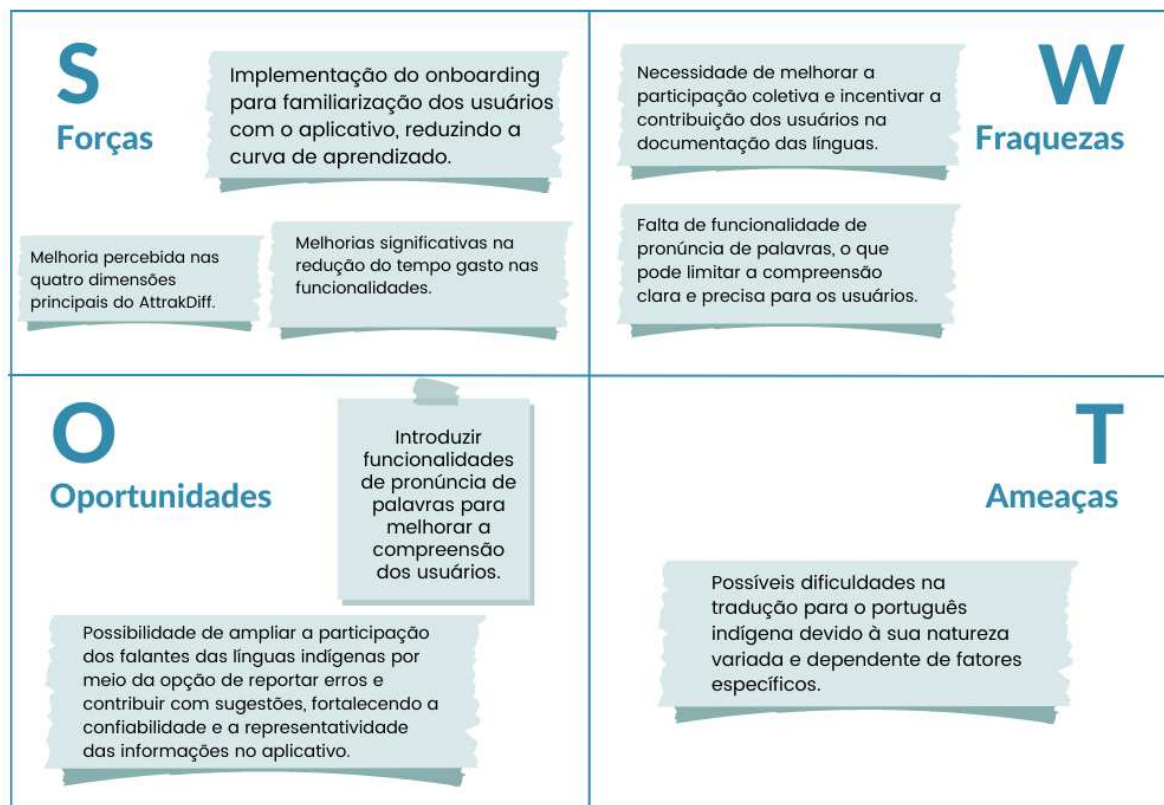 S
Forças
Implementação do onboarding
para familiarização dos usuários
com o aplicativo, reduzindo a
curva de aprendizado.
Melhoria percebida nas
quatro dimensões
principais do AttrakDiff.
Melhorias significativas na
redução do tempo gasto nas
funcionalidades.
W
Fraquezas
Necessidade de melhorar a
participação coletiva e incentivar a
contribuição dos usuários na
documentação das línguas.
Falta de funcionalidade de
pronúncia de palavras, o que
pode limitar a compreensão
clara e precisa para os usuários.
O
Oportunidades
Introduzir
funcionalidades
de pronúncia de
palavras para
melhorar a
compreensão
dos usuários.
Possibilidade de ampliar a participação
dos falantes das línguas indígenas por
meio da opção de reportar erros e
contribuir com sugestões, fortalecendo a
confiabilidade e a representatividade
das informações no aplicativo.
T
Ameaças
Possíveis dificuldades na
tradução para o português
indígena devido à sua natureza
variada e dependente de fatores
específicos.